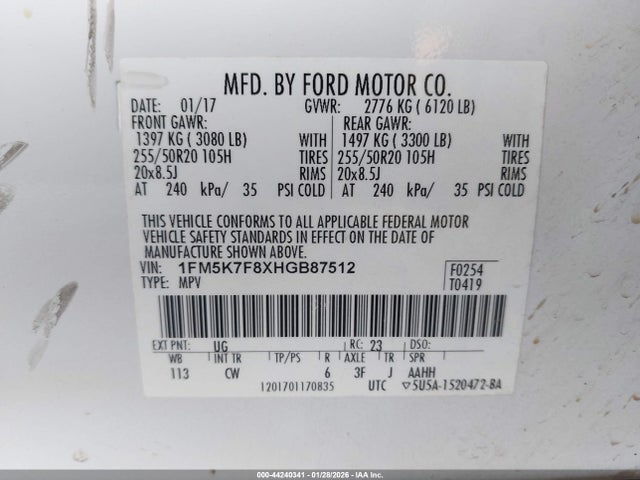 MFD. BY FORD MOTOR CO.
DATE: 01/17 GVWR: 2776 KG ( 6120 LB)
FRONT GAWR: REAR GAWR:
1397 KG ( 3080 LB) WITH 1497 KG ( 3300 LB) WITH
255/50R20 105H TIRES 255/50R20 105H TIRES
20x8.5J RIMS 20x8.5J RIMS
AT 240 kPa/ 35 PSI COLD AT 240 kPa/ 35 PSI COLD
THIS VEHICLE CONFORMS TO ALL APPLICABLE FEDERAL MOTOR
VEHICLE SAFETY STANDARDS IN EFFECT ON THE DATE OF
MANUFACTURE SHOWN ABOVE.
VIN: 1FM5K7F8XHGB87512 F0254
TYPE: MPV T0419
EXT PNT: UG RC: 23 DSO:
WB INT TR TP/PS R AXLE TR SPR
113 CW 6 3F J AAHH
1201701170835 UTC ▽5U5A-1520472-BA
000-44240341 - 01/28/2026 - IAA Inc.